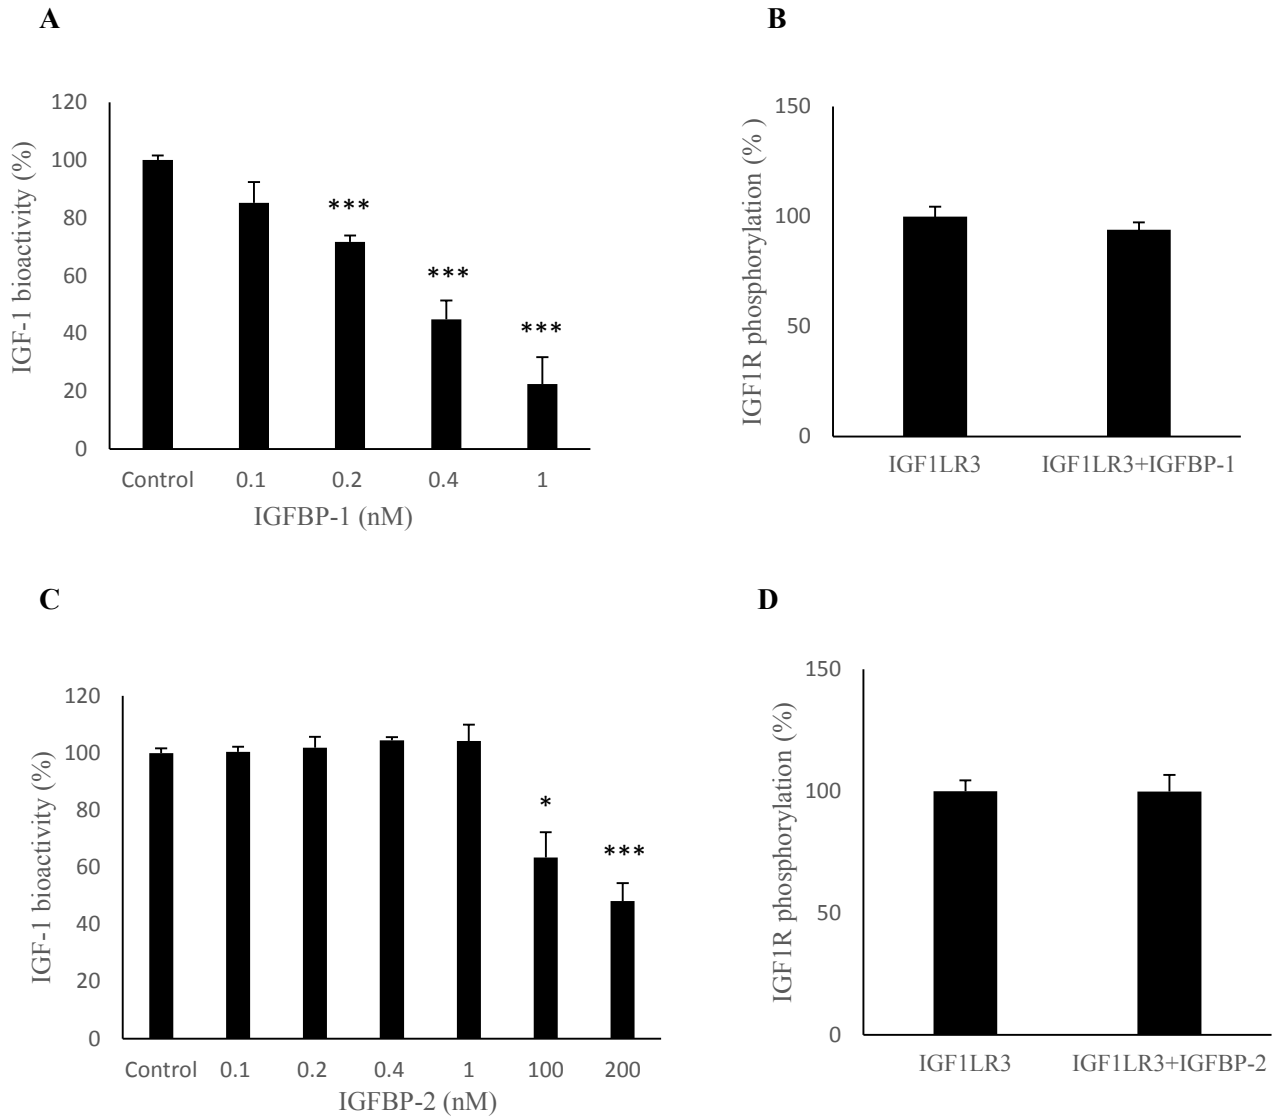 A
IGF-1 bioactivity (%)
120
100
80
60
40
20
0
***
***
***
Control 0.1 0.2 0.4 1
IGFBP-1 (nM)
B
IGF1R phosphorylation (% )
150
100
50
0
IGF1LR3 IGF1LR3+IGFBP-1
C
IGF-1 bioactivity (%)
120
100
80
60
40
20
0
*
***
Control 0.1 0.2 0.4 1 100 200
IGFBP-2 (nM)
D
IGF1R phosphorylation (%)
150
100
50
0
IGF1LR3 IGF1LR3+IGFBP-2